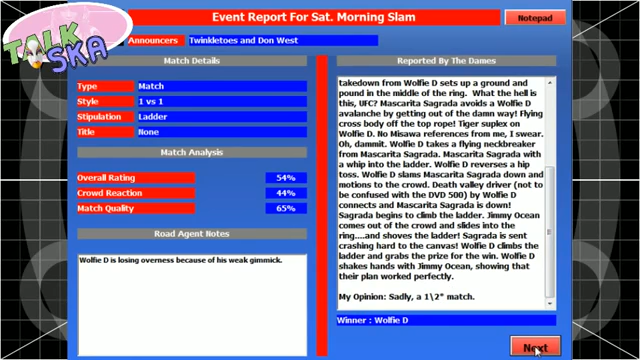 TALK
SKA
Event Report For Sat. Morning Slam
Notepad
Announcers
Twinkletoes and Don West
Match Details
Type
Match
Style
1 vs 1
Stipulation
Ladder
Title
None
Match Analysis
Overall Rating
54%
Crowd Reaction
44%
Match Quality
65%
Road Agent Notes
Wolfie D is losing overness because of his weak gimmick.
Reported By The Dames
takedown from Wolfie D sets up a ground and
pound in the middle of the ring. What the hell is
this, UFC? Mascarita Sagrada avoids a Wolfie D
avalanche by getting out of the damn way! Flying
cross body off the top rope! Tiger suplex on
Wolfie D. No Misawa references from me, I swear.
Oh, dammit. Wolfie D takes a flying neckbreaker
from Mascarita Sagrada. Mascarita Sagrada with
a whip into the ladder. Wolfie D reverses a hip
toss. Wolfie D slams Mascarita Sagrada down and
motions to the crowd. Death valley driver (not to
be confused with the DVD 500) by Wolfie D
connects and Mascarita Sagrada is down!
Sagrada begins to climb the ladder. Jimmy Ocean
comes out of the crowd and slides into the
ring....and shoves the ladder! Sagrada is sent
crashing hard to the canvas! Wolfie D climbs the
ladder and grabs the prize for the win. Wolfie D
shakes hands with Jimmy Ocean, showing that
their plan worked perfectly.
My Opinion: Sadly, a 1\2* match.
Winner : Wolfie D
Next